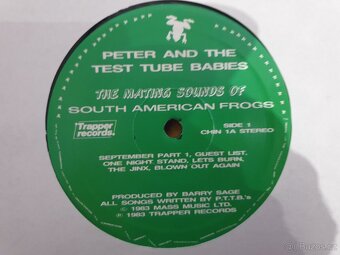 PETER AND THE
TEST TUBE BABIES
THE MATING SOUNDS OF
SOUTH AMERICAN FROGS
Trapper
records.
SIDE 1
CHIN 1A STEREO
SEPTEMBER PART 1, GUEST LIST,
ONE NIGHT STAND, LETS BURN,
THE JINX, BLOWN OUT AGAIN
PRODUCED BY BARRY SAGE
ALL SONGS WRITTEN BY P.T.T.B.'s
© 1983 MASS MUSIC LTD.
℗ 1983 TRAPPER RECORDS